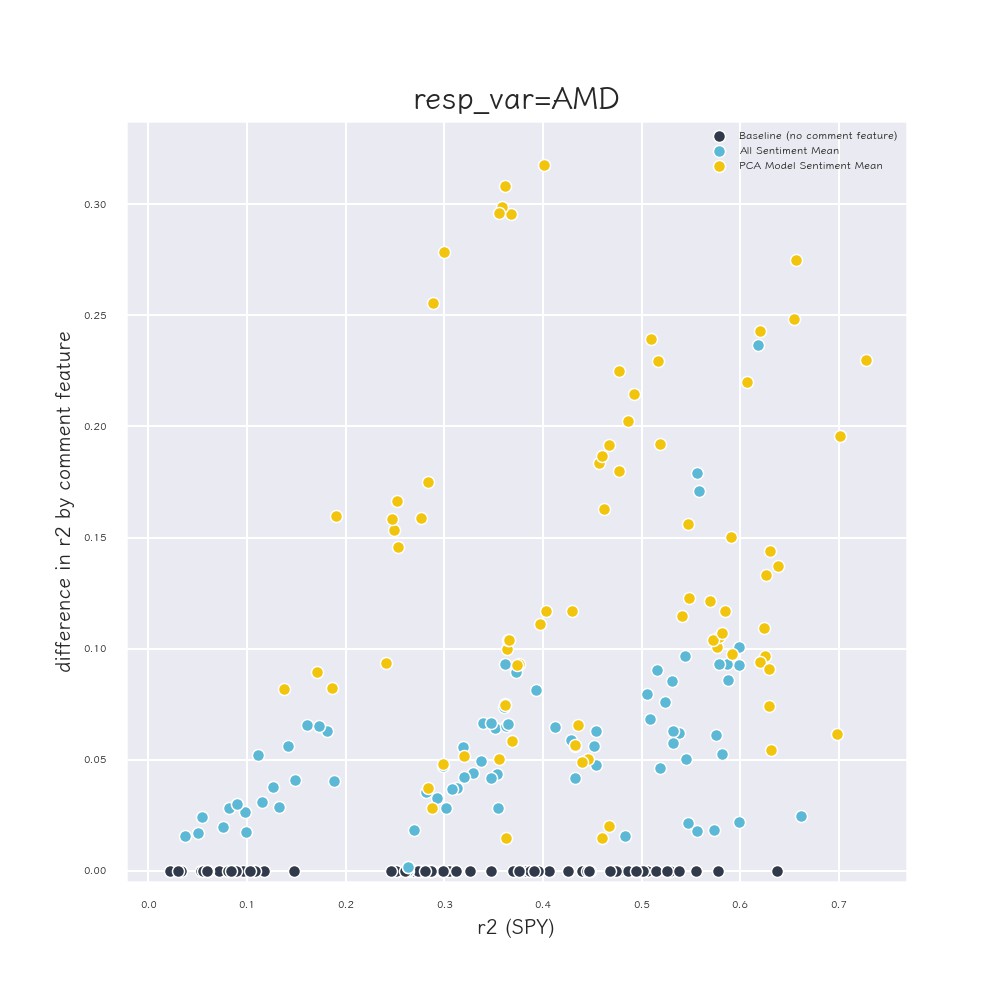 resp_var=AMD
Baseline (no comment feature)
All Sentiment Mean
PCA Model Sentiment Mean
difference in r2 by comment feature
0.30
0.25
0.20
0.15
0.10
0.05
0.00
0.0 0.1 0.2 0.3 0.4 0.5 0.6 0.7
r2 (SPY)